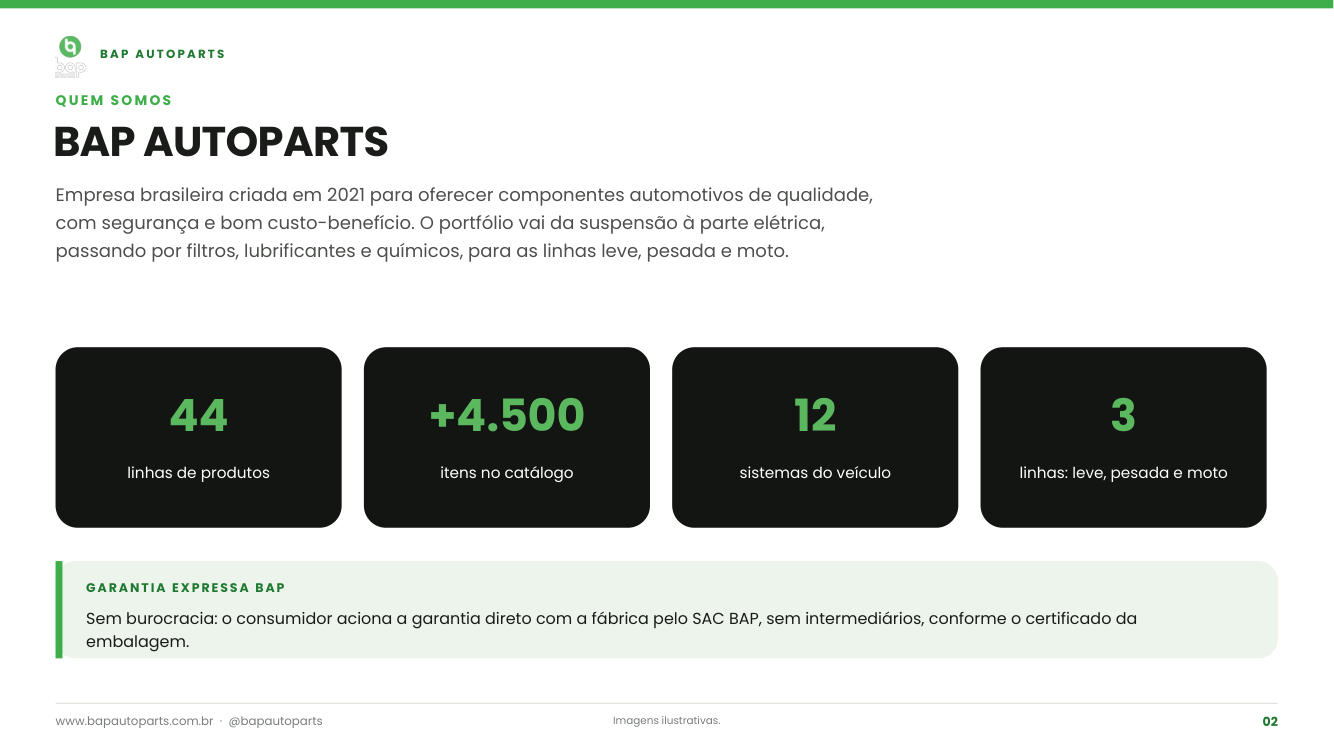 bap
BAP AUTOPARTS
QUEM SOMOS
BAP AUTOPARTS
Empresa brasileira criada em 2021 para oferecer componentes automotivos de qualidade,
com segurança e bom custo-benefício. O portfólio vai da suspensão à parte elétrica,
passando por filtros, lubrificantes e químicos, para as linhas leve, pesada e moto.
44
linhas de produtos
+4.500
itens no catálogo
12
sistemas do veículo
3
linhas: leve, pesada e moto
GARANTIA EXPRESSA BAP
Sem burocracia: o consumidor aciona a garantia direto com a fábrica pelo SAC BAP, sem intermediários, conforme o certificado da
embalagem.
www.bapautoparts.com.br · @bapautoparts
Imagens ilustrativas.
02